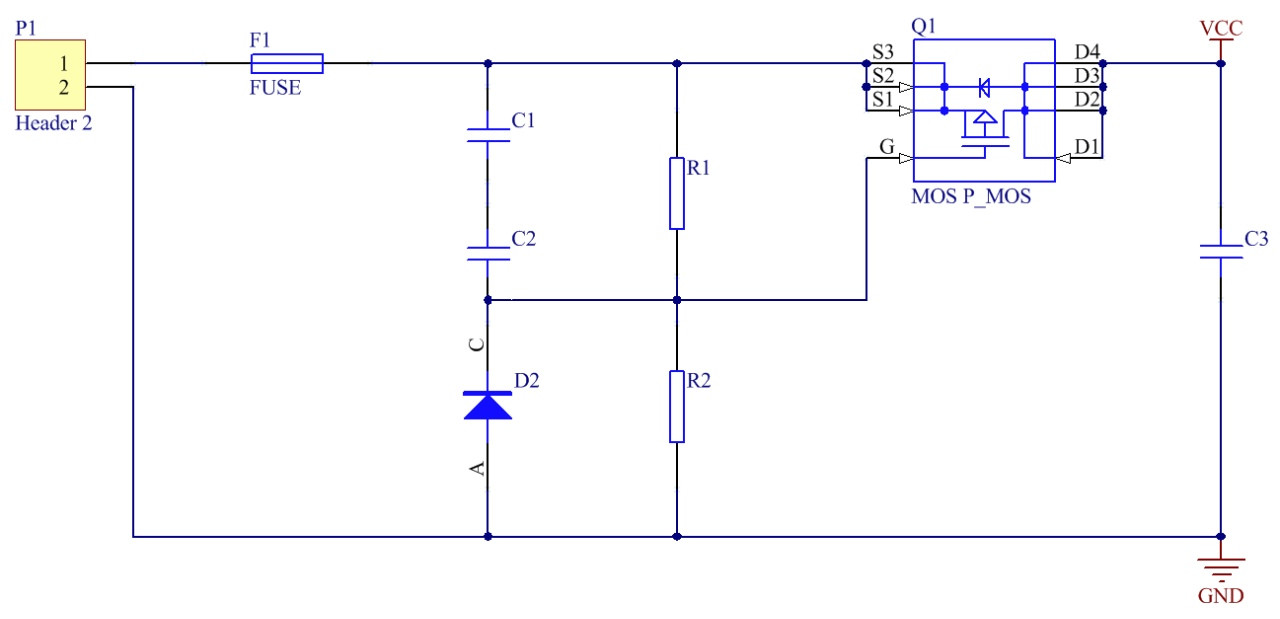 P1
1
2
Header 2
F1
FUSE
C1
C2
C
D2
A
R1
R2
Q1
S3
S2
S1
G
D4
D3
D2
D1
MOS P_MOS
VCC
C3
GND